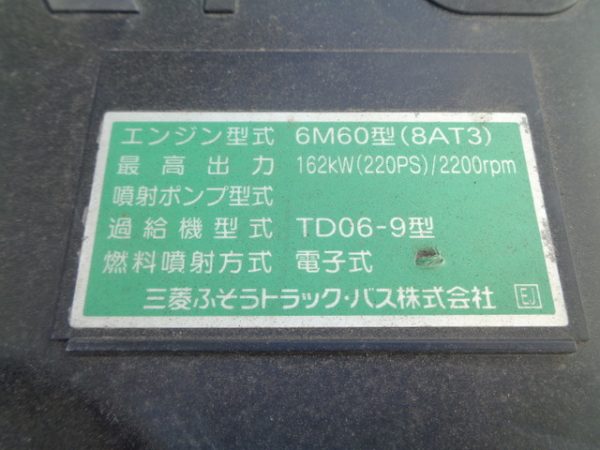 エンジン型式 6M60型(8AT3)
最高出力 162kW(220PS)/2200rpm
噴射ポンプ型式
過給機型式 TD06-9型
燃料噴射方式 電子式
三菱ふそうトラック・バス株式会社 EJ